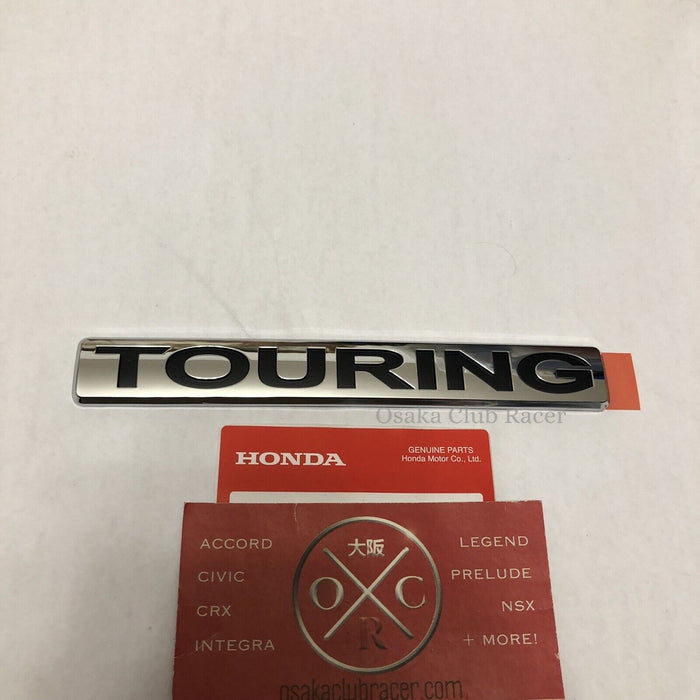 TOURING
Osaka Club Racer
HONDA
GENUINE PARTS
Honda Motor Co., Ltd.
ACCORD
CIVIC
CRX
INTEGRA
大阪
O C
R
LEGEND
PRELUDE
NSX
+ MORE!
osakaclubracer.com